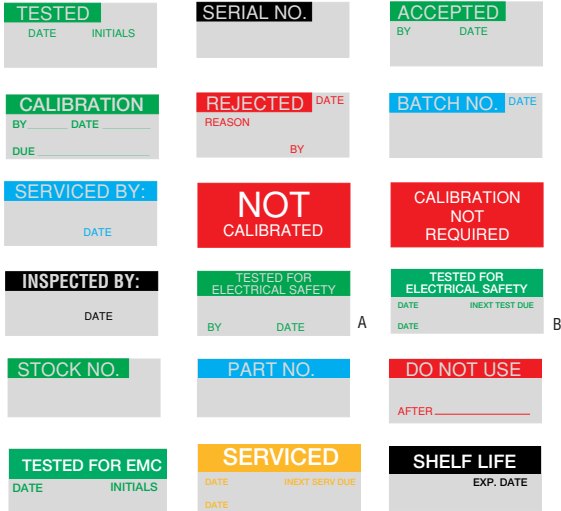 TESTED
DATE INITIALS
SERIAL NO.
ACCEPTED
BY DATE
CALIBRATION
BY DATE
DUE
REJECTED DATE
REASON
BY
BATCH NO. DATE
SERVICED BY:
DATE
NOT
CALIBRATED
CALIBRATION
NOT
REQUIRED
INSPECTED BY:
DATE
TESTED FOR
ELECTRICAL SAFETY
BY DATE
A
TESTED FOR
ELECTRICAL SAFETY
DATE INEXT TEST DUE
DATE
B
STOCK NO.
PART NO.
DO NOT USE
AFTER
TESTED FOR EMC
DATE INITIALS
SERVICED
DATE INEXT SERV DUE
DATE
SHELF LIFE
EXP. DATE